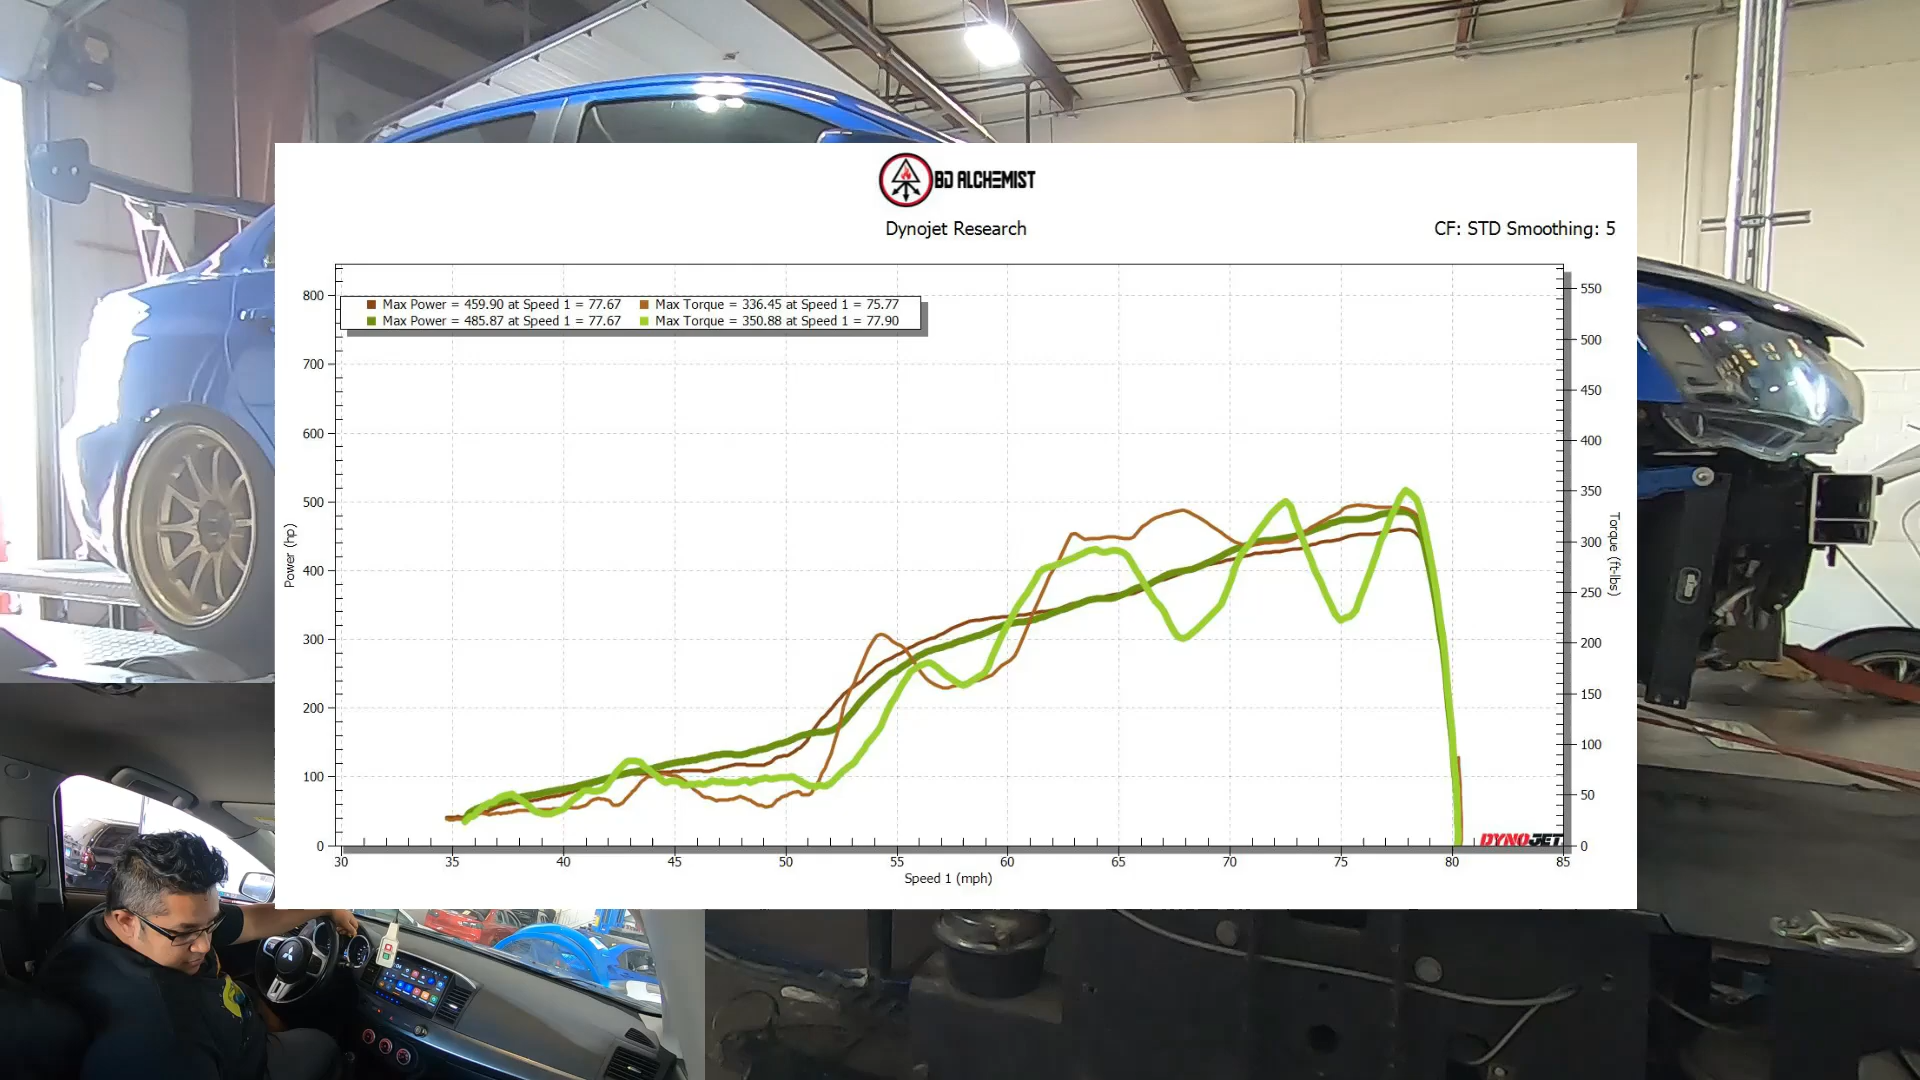 BD ALCHEMIST
Dynojet Research
CF: STD Smoothing: 5
Max Power = 459.90 at Speed 1 = 77.67 Max Torque = 336.45 at Speed 1 = 75.77
Max Power = 485.87 at Speed 1 = 77.67 Max Torque = 350.88 at Speed 1 = 77.90
800
700
600
500
400
300
200
100
0
Power (hp)
550
500
450
400
350
300
250
200
150
100
50
0
Torque (ft-lbs)
DYNOJET
30 35 40 45 50 55 60 65 70 75 80 85
Speed 1 (mph)